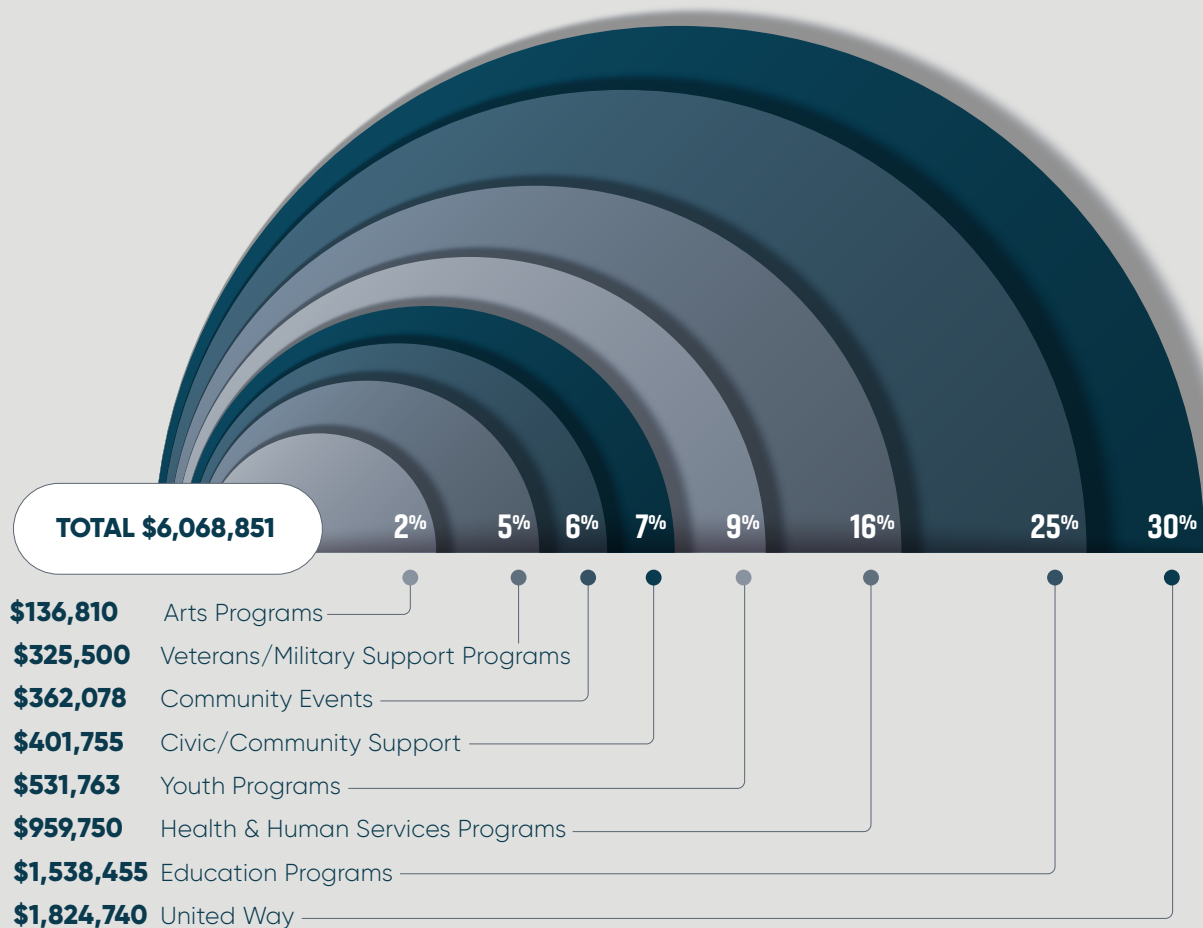 TOTAL $6,068,851
2% 5% 6% 7% 9% 16% 25% 30%
$136,810 Arts Programs
$325,500 Veterans/Military Support Programs
$362,078 Community Events
$401,755 Civic/Community Support
$531,763 Youth Programs
$959,750 Health & Human Services Programs
$1,538,455 Education Programs
$1,824,740 United Way